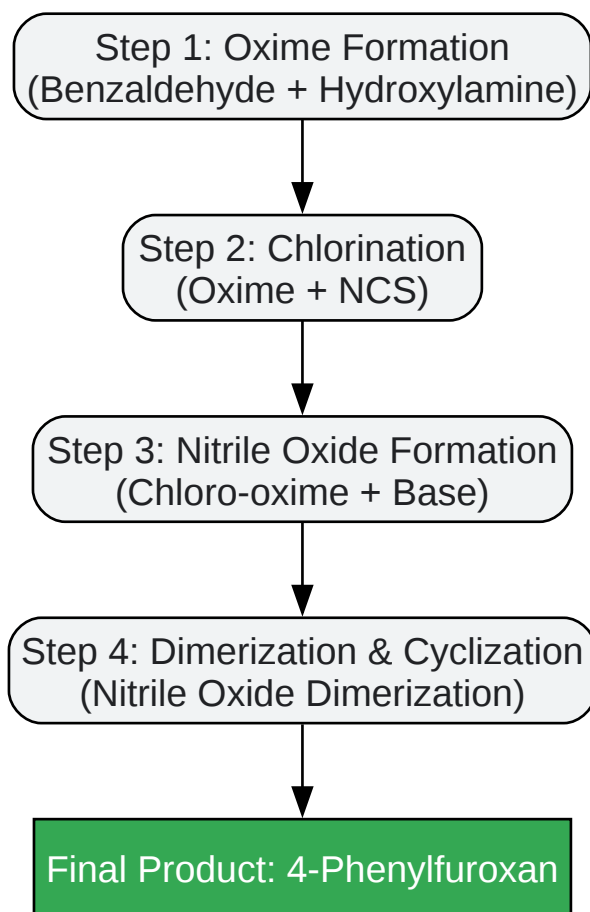 Step 1: Oxime Formation
(Benzaldehyde + Hydroxylamine)
Step 2: Chlorination
(Oxime + NCS)
Step 3: Nitrile Oxide Formation
(Chloro-oxime + Base)
Step 4: Dimerization & Cyclization
(Nitrile Oxide Dimerization)
Final Product: 4-Phenylfuroxan